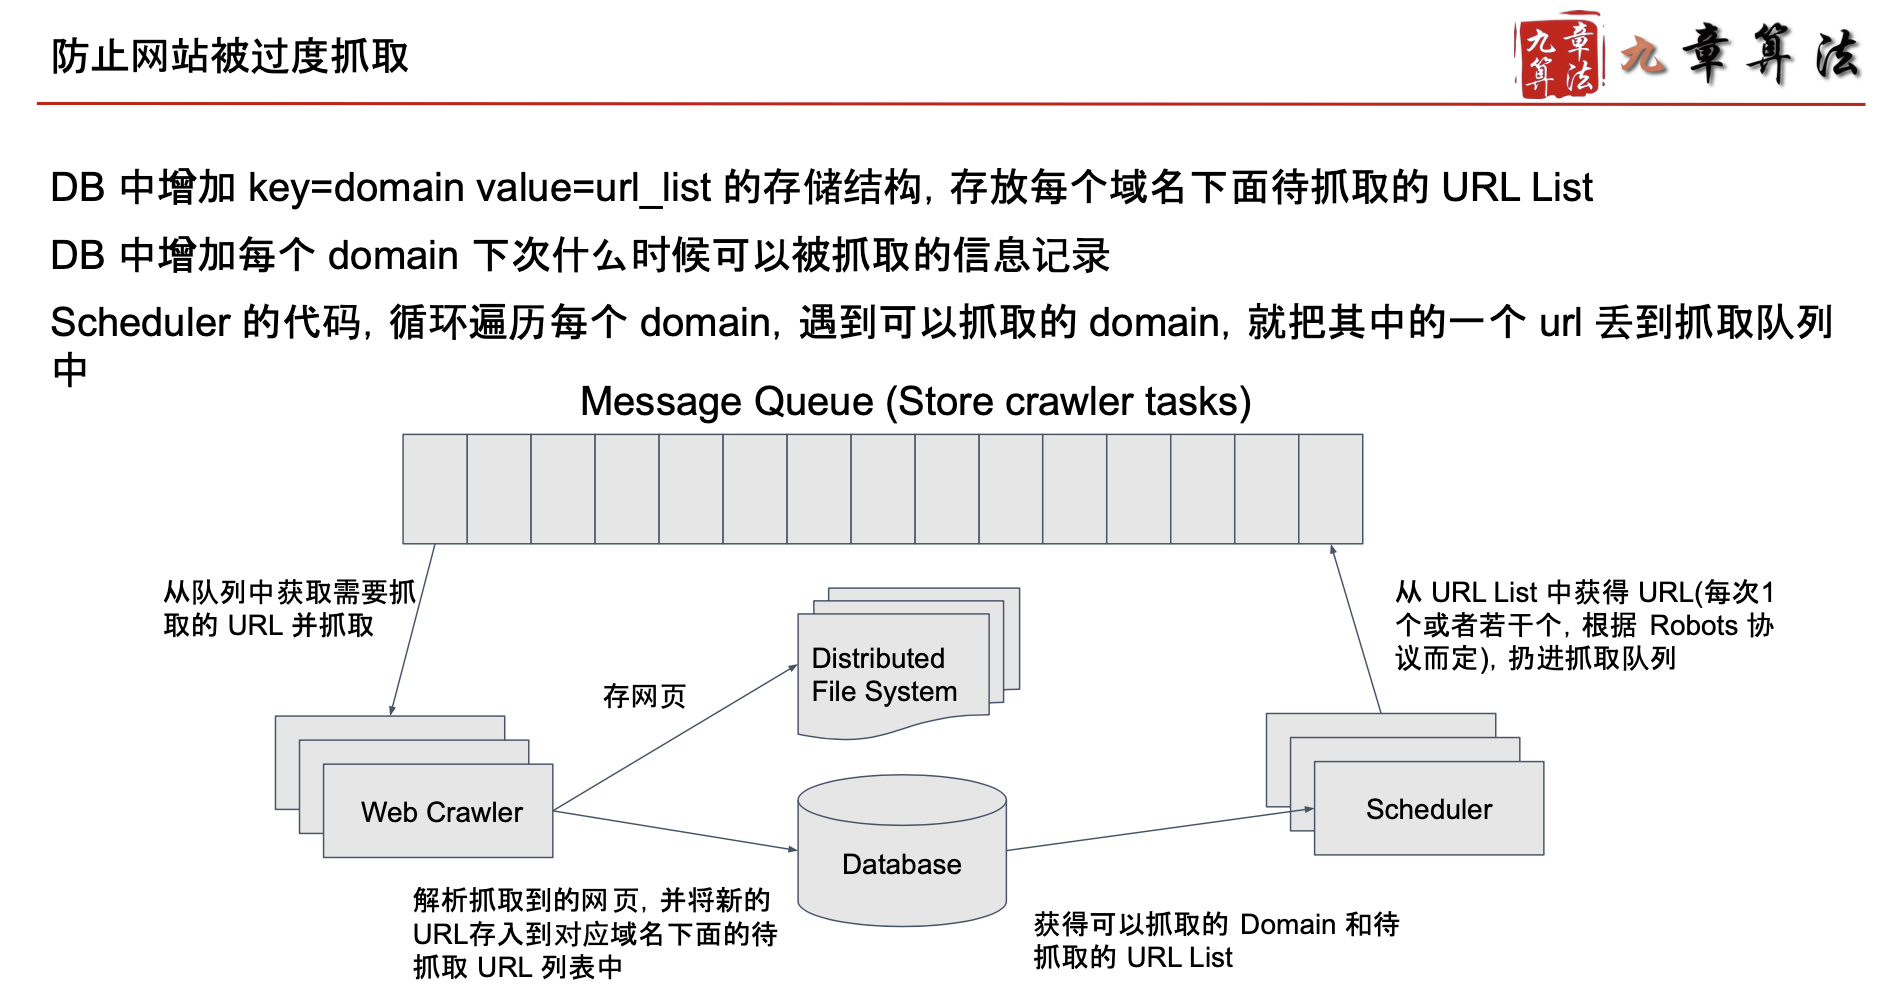 防止网站被过度抓取
九章
算法
九章算法
DB 中增加 key=domain value=url_list 的存储结构，存放每个域名下面待抓取的 URL List
DB 中增加每个 domain 下次什么时候可以被抓取的信息记录
Scheduler 的代码，循环遍历每个 domain，遇到可以抓取的 domain，就把其中的一个 url 丢到抓取队列
中
Message Queue (Store crawler tasks)
从队列中获取需要抓
取的 URL 并抓取
从 URL List 中获得 URL(每次1
个或者若干个，根据 Robots 协
议而定)，扔进抓取队列
存网页
Distributed
File System
Web Crawler
Database
Scheduler
解析抓取到的网页，并将新的
URL存入到对应域名下面的待
抓取 URL 列表中
获得可以抓取的 Domain 和待
抓取的 URL List